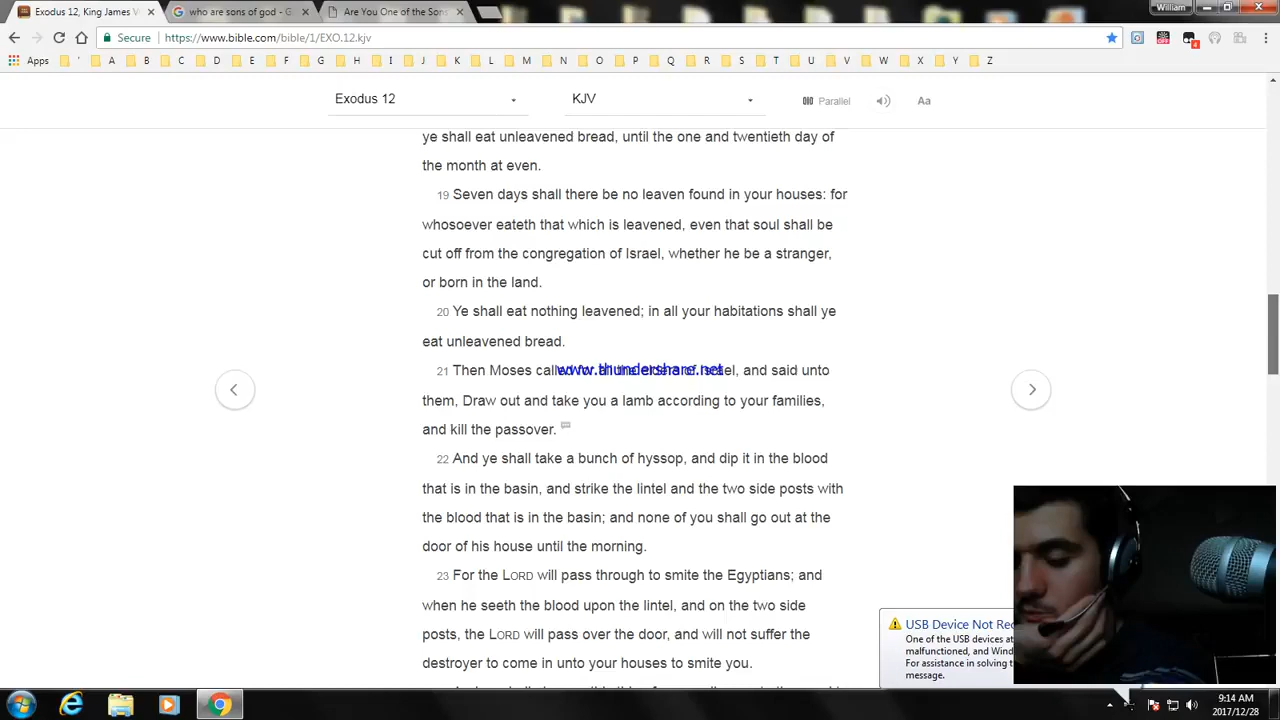 Exodus 12, King James V
who are sons of god - G
Are You One of the Sons
William
Secure https://www.bible.com/bible/1/EXO.12.kjv
Apps ' A B C D E F G H I J K L M N O P Q R S T U V W X Y Z
Exodus 12 KJV Parallel Aa
ye shall eat unleavened bread, until the one and twentieth day of
the month at even.
19 Seven days shall there be no leaven found in your houses: for
whosoever eateth that which is leavened, even that soul shall be
cut off from the congregation of Israel, whether he be a stranger,
or born in the land.
20 Ye shall eat nothing leavened; in all your habitations shall ye
eat unleavened bread.
21 Then Moses called for all the elders of Israel, and said unto
www.thundershare.net
them, Draw out and take you a lamb according to your families,
and kill the passover.
22 And ye shall take a bunch of hyssop, and dip it in the blood
that is in the basin, and strike the lintel and the two side posts with
the blood that is in the basin; and none of you shall go out at the
door of his house until the morning.
23 For the LORD will pass through to smite the Egyptians; and
when he seeth the blood upon the lintel, and on the two side
posts, the LORD will pass over the door, and will not suffer the
destroyer to come in unto your houses to smite you.
USB Device Not Rec
One of the USB devices at
malfunctioned, and Wind
For assistance in solving t
message.
9:14 AM
2017/12/28